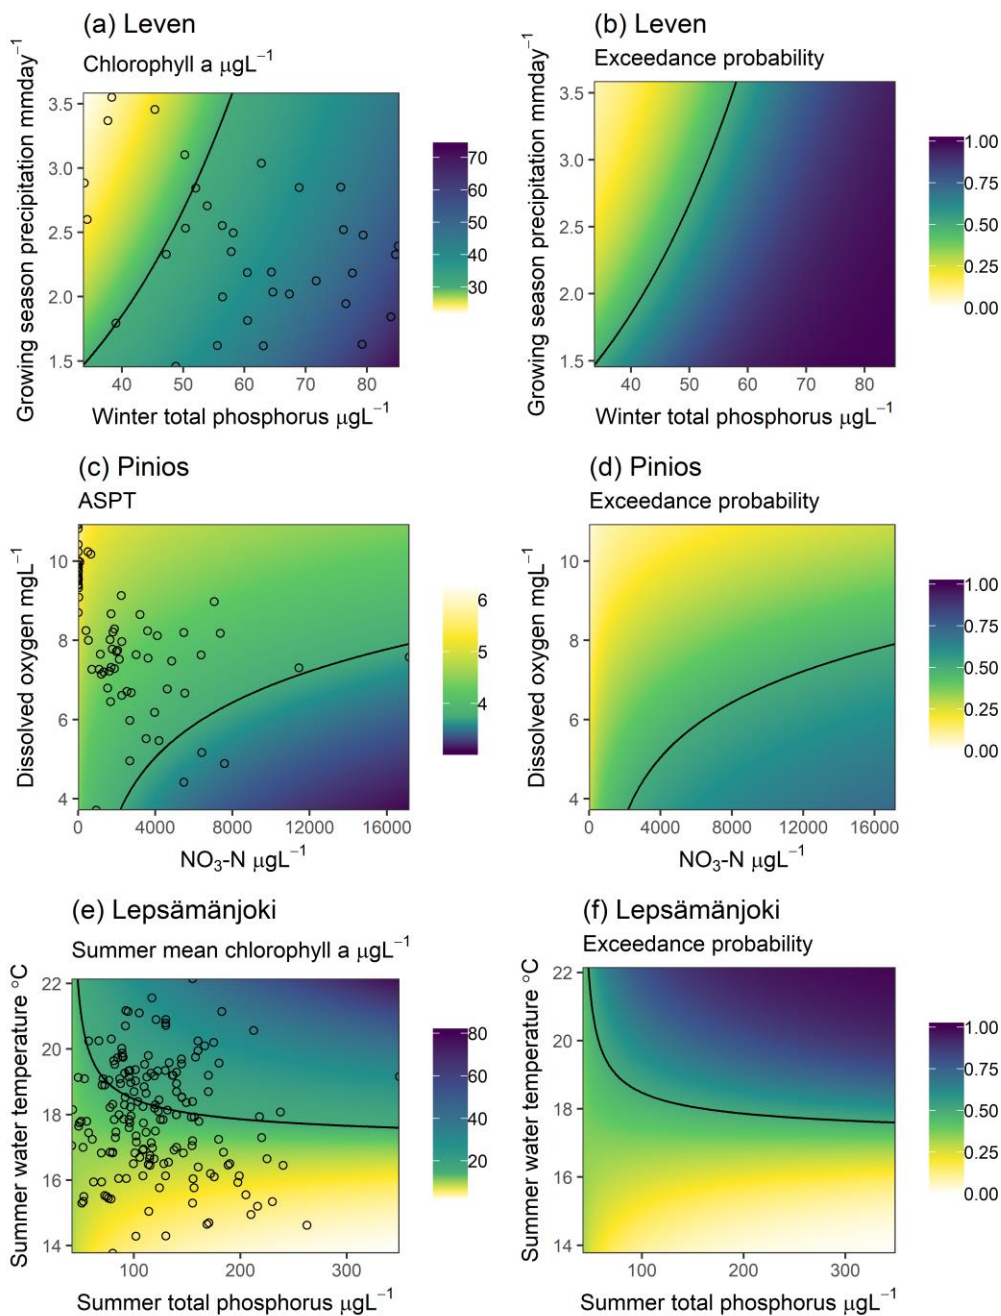 (a) Leven
Chlorophyll a μgL⁻¹
Growing season precipitation mmday⁻¹
3.5
3.0
2.5
2.0
1.5
40 50 60 70 80
Winter total phosphorus μgL⁻¹
70
60
50
40
30
(b) Leven
Exceedance probability
Growing season precipitation mmday⁻¹
3.5
3.0
2.5
2.0
1.5
40 50 60 70 80
Winter total phosphorus μgL⁻¹
1.00
0.75
0.50
0.25
0.00
(c) Pinios
ASPT
Dissolved oxygen mgL⁻¹
10
8
6
4
0 4000 8000 12000 16000
NO₃-N μgL⁻¹
6
5
4
(d) Pinios
Exceedance probability
Dissolved oxygen mgL⁻¹
10
8
6
4
0 4000 8000 12000 16000
NO₃-N μgL⁻¹
1.00
0.75
0.50
0.25
0.00
(e) Lepsämänjoki
Summer mean chlorophyll a μgL⁻¹
Summer water temperature °C
22
20
18
16
14
100 200 300
Summer total phosphorus μgL⁻¹
80
60
40
20
(f) Lepsämänjoki
Exceedance probability
Summer water temperature °C
22
20
18
16
14
100 200 300
Summer total phosphorus μgL⁻¹
1.00
0.75
0.50
0.25
0.00